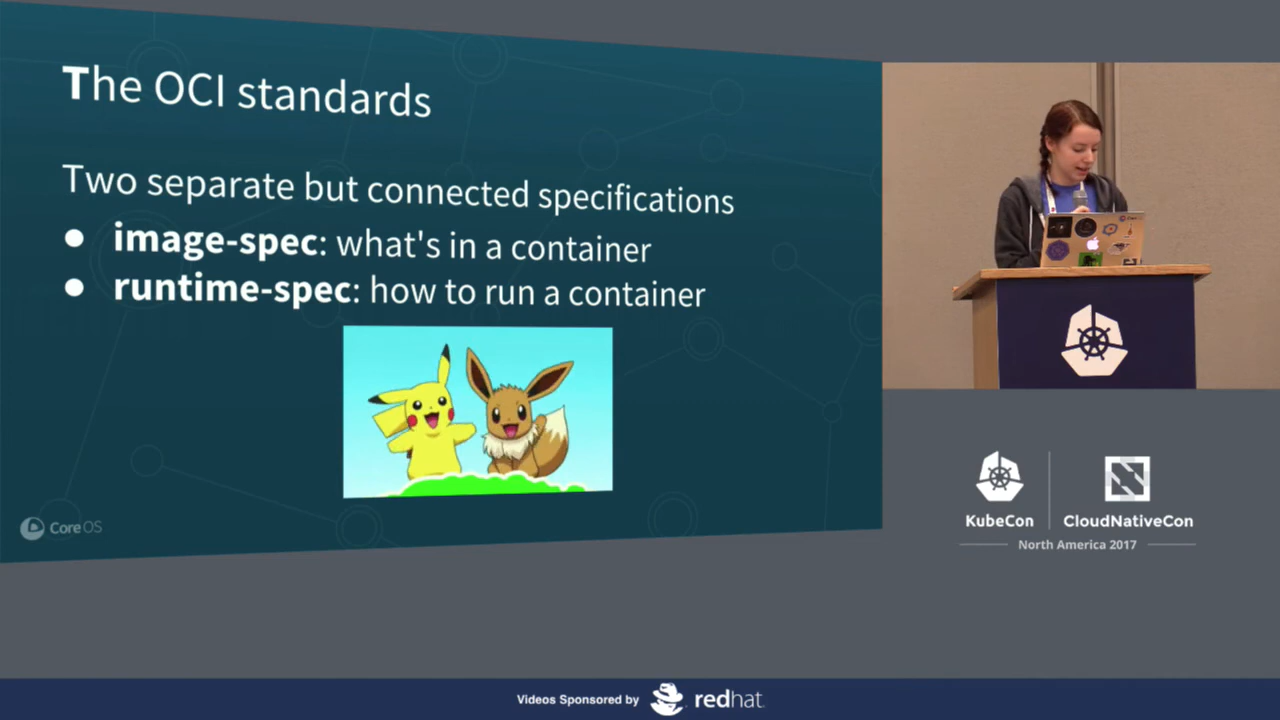 The OCI standards
Two separate but connected specifications
● image-spec: what's in a container
● runtime-spec: how to run a container
CoreOS
KubeCon
CloudNativeCon
North America 2017
Videos Sponsored by redhat.